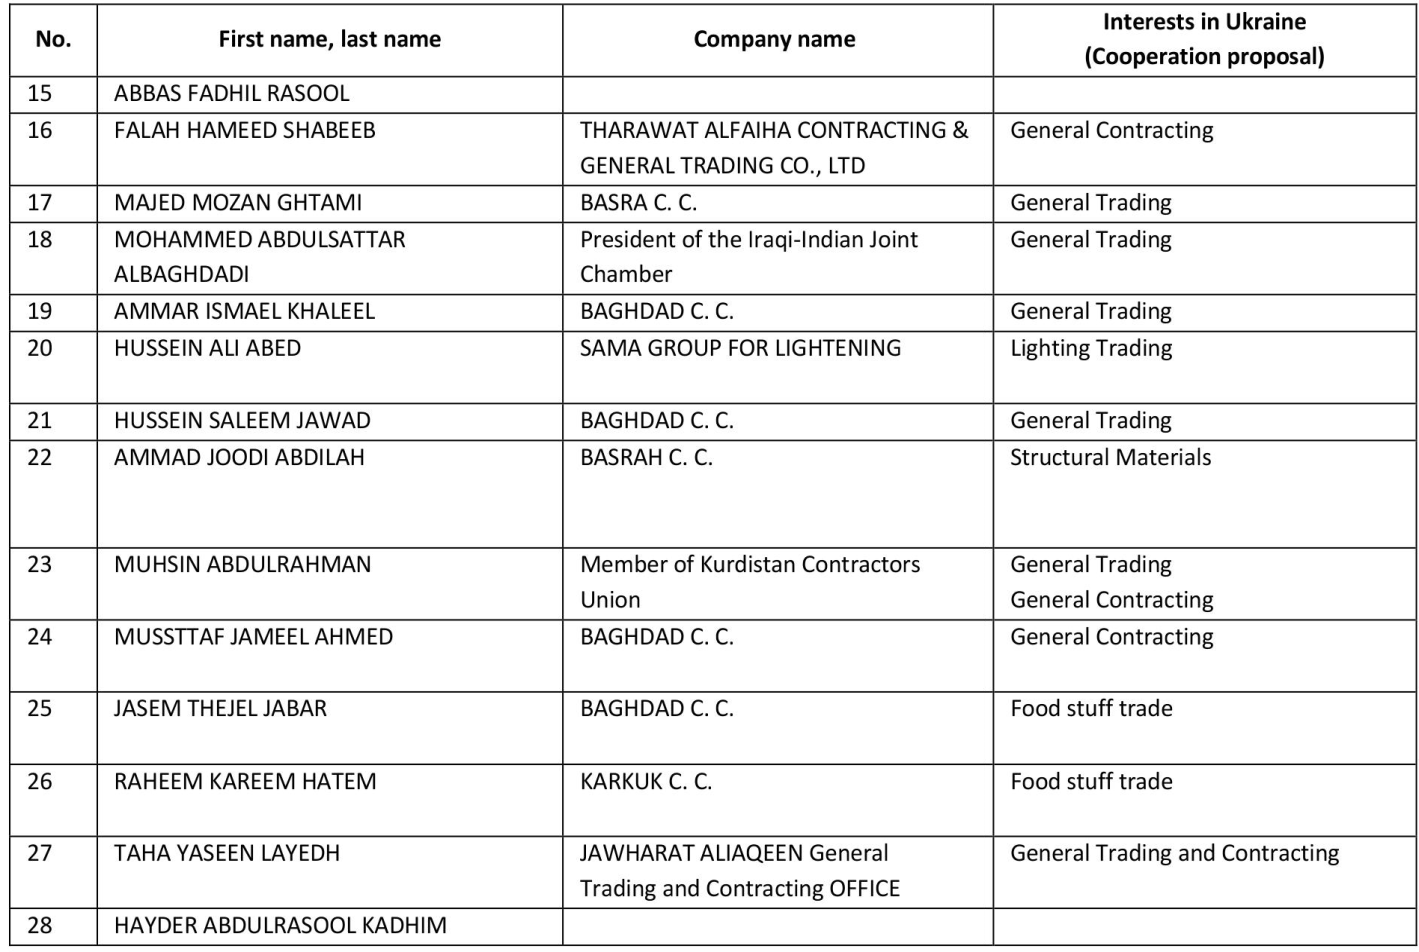 No. First name, last name Company name Interests in Ukraine
(Cooperation proposal)
15 ABBAS FADHIL RASOOL
16 FALAH HAMEED SHABEEB THARAWAT ALFAIHA CONTRACTING & General Contracting
GENERAL TRADING CO., LTD
17 MAJED MOZAN GHTAMI BASRA C. C. General Trading
18 MOHAMMED ABDULSATTAR President of the Iraqi-Indian Joint General Trading
ALBAGHDADI Chamber
19 AMMAR ISMAEL KHALEEL BAGHDAD C. C. General Trading
20 HUSSEIN ALI ABED SAMA GROUP FOR LIGHTENING Lighting Trading
21 HUSSEIN SALEEM JAWAD BAGHDAD C. C. General Trading
22 AMMAD JOODI ABDILAH BASRAH C. C. Structural Materials
23 MUHSIN ABDULRAHMAN Member of Kurdistan Contractors General Trading
Union General Contracting
24 MUSSTTAF JAMEEL AHMED BAGHDAD C. C. General Contracting
25 JASEM THEJEL JABAR BAGHDAD C. C. Food stuff trade
26 RAHEEM KAREEM HATEM KARKUK C. C. Food stuff trade
27 TAHA YASEEN LAYEDH JAWHARAT ALIAQEEN General General Trading and Contracting
Trading and Contracting OFFICE
28 HAYDER ABDULRASOOL KADHIM